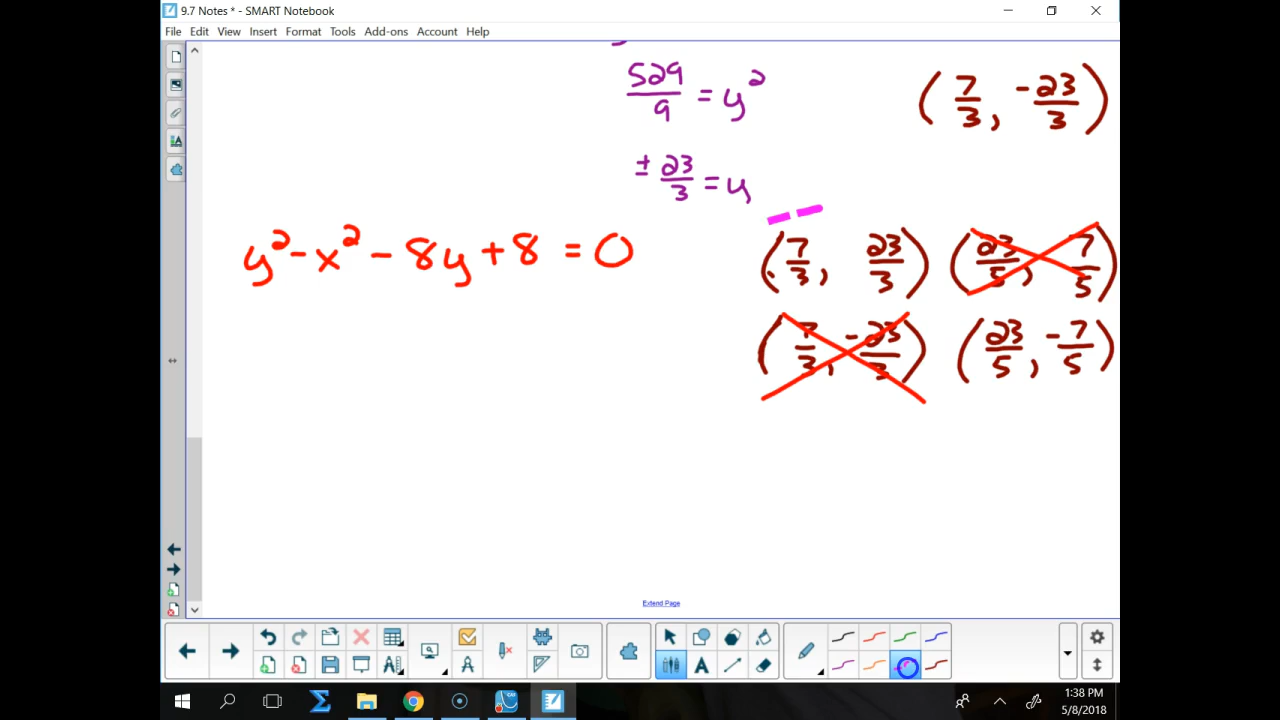 9.7 Notes * - SMART Notebook
File Edit View Insert Format Tools Add-ons Account Help
529/9 = y²
(7/3, -23/3)
± 23/3 = y
y² - x² - 8y + 8 = 0
(7/3, 23/3) (23/5, 7/5)
(7/3, -23/3) (23/5, -7/5)
Extend Page
1:38 PM
5/8/2018